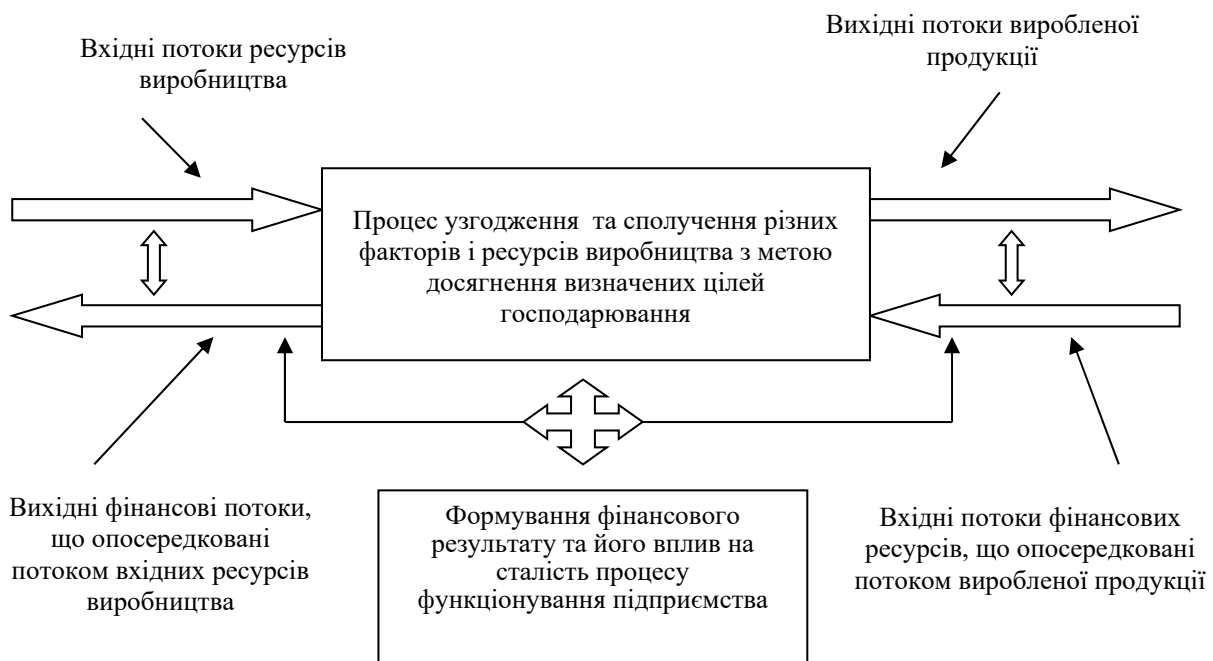 Вхідні потоки ресурсів
виробництва
Вихідні потоки виробленої
продукції
Процес узгодження та сполучення різних
факторів і ресурсів виробництва з метою
досягнення визначених цілей
господарювання
Вихідні фінансові потоки,
що опосередковані
потоком вхідних ресурсів
виробництва
Формування фінансового
результату та його вплив на
сталість процесу
функціонування підприємства
Вхідні потоки фінансових
ресурсів, що опосередковані
потоком виробленої продукції